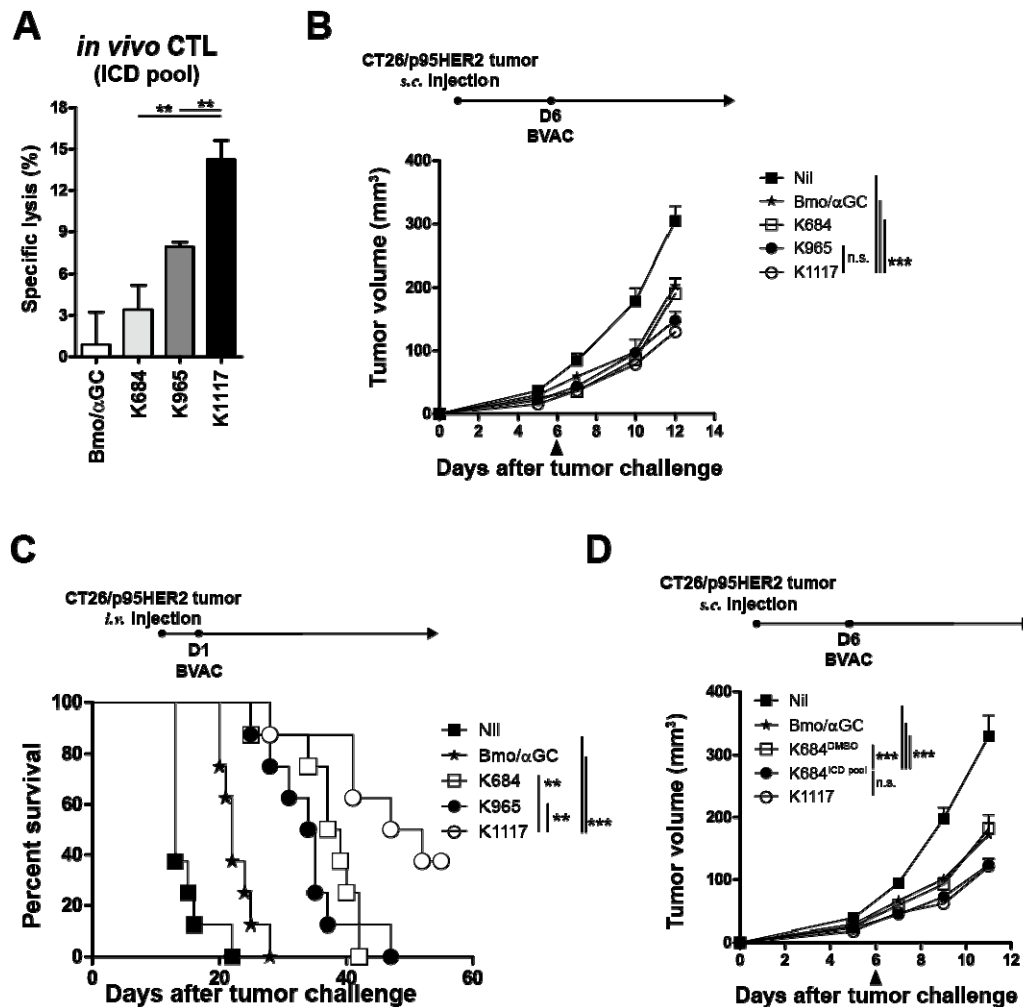 A
in vivo CTL
(ICD pool)
** **
Specific lysis (%)
18
15
12
9
6
3
0
Bmo/αGC
K684
K965
K1117
B
CT26/p95HER2 tumor
s.c. injection
D6
BVAC
Tumor volume (mm³)
400
300
200
100
0
0 2 4 6 8 10 12 14
Days after tumor challenge
Nil
Bmo/αGC
K684
K965
K1117
n.s.
***
C
CT26/p95HER2 tumor
i.v. injection
D1
BVAC
Percent survival
100
80
60
40
20
0
0 20 40 60
Days after tumor challenge
Nil
Bmo/αGC
K684
K965
K1117
**
**
***
D
CT26/p95HER2 tumor
s.c. injection
D6
BVAC
Tumor volume (mm³)
400
300
200
100
0
0 2 4 6 8 10 12
Days after tumor challenge
Nil
Bmo/αGC
K684DMSO
K684ICD pool
K1117
***
n.s.
***